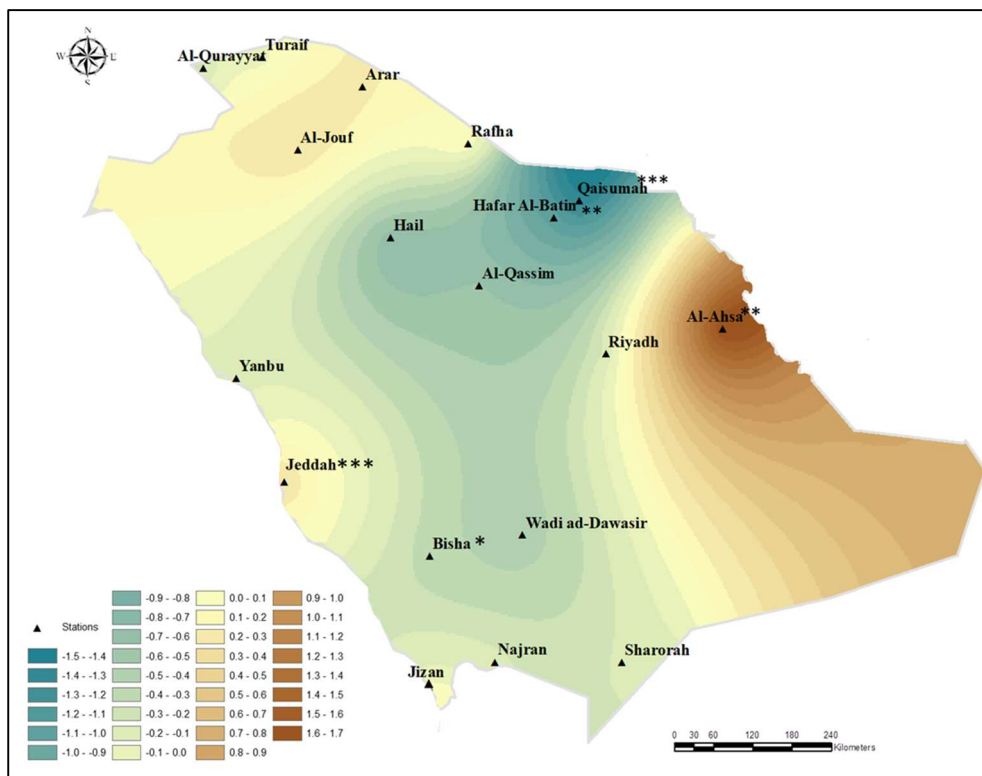 N
W E
S
Turaif
Al-Qurayyat
Arar
Al-Jouf
Rafha
Qaisumah***
Hafar Al-Batin**
Hail
Al-Qassim
Al-Ahsa**
Riyadh
Yanbu
Jeddah***
Wadi ad-Dawasir
Bisha *
Najran
Sharorah
Jizan
Stations
-1.5 - -1.4
-1.4 - -1.3
-1.3 - -1.2
-1.2 - -1.1
-1.1 - -1.0
-1.0 - -0.9
-0.9 - -0.8
-0.8 - -0.7
-0.7 - -0.6
-0.6 - -0.5
-0.5 - -0.4
-0.4 - -0.3
-0.3 - -0.2
-0.2 - -0.1
-0.1 - 0.0
0.0 - 0.1
0.1 - 0.2
0.2 - 0.3
0.3 - 0.4
0.4 - 0.5
0.5 - 0.6
0.6 - 0.7
0.7 - 0.8
0.8 - 0.9
0.9 - 1.0
1.0 - 1.1
1.1 - 1.2
1.2 - 1.3
1.3 - 1.4
1.4 - 1.5
1.5 - 1.6
1.6 - 1.7
0 30 60 120 180 240
Kilometers